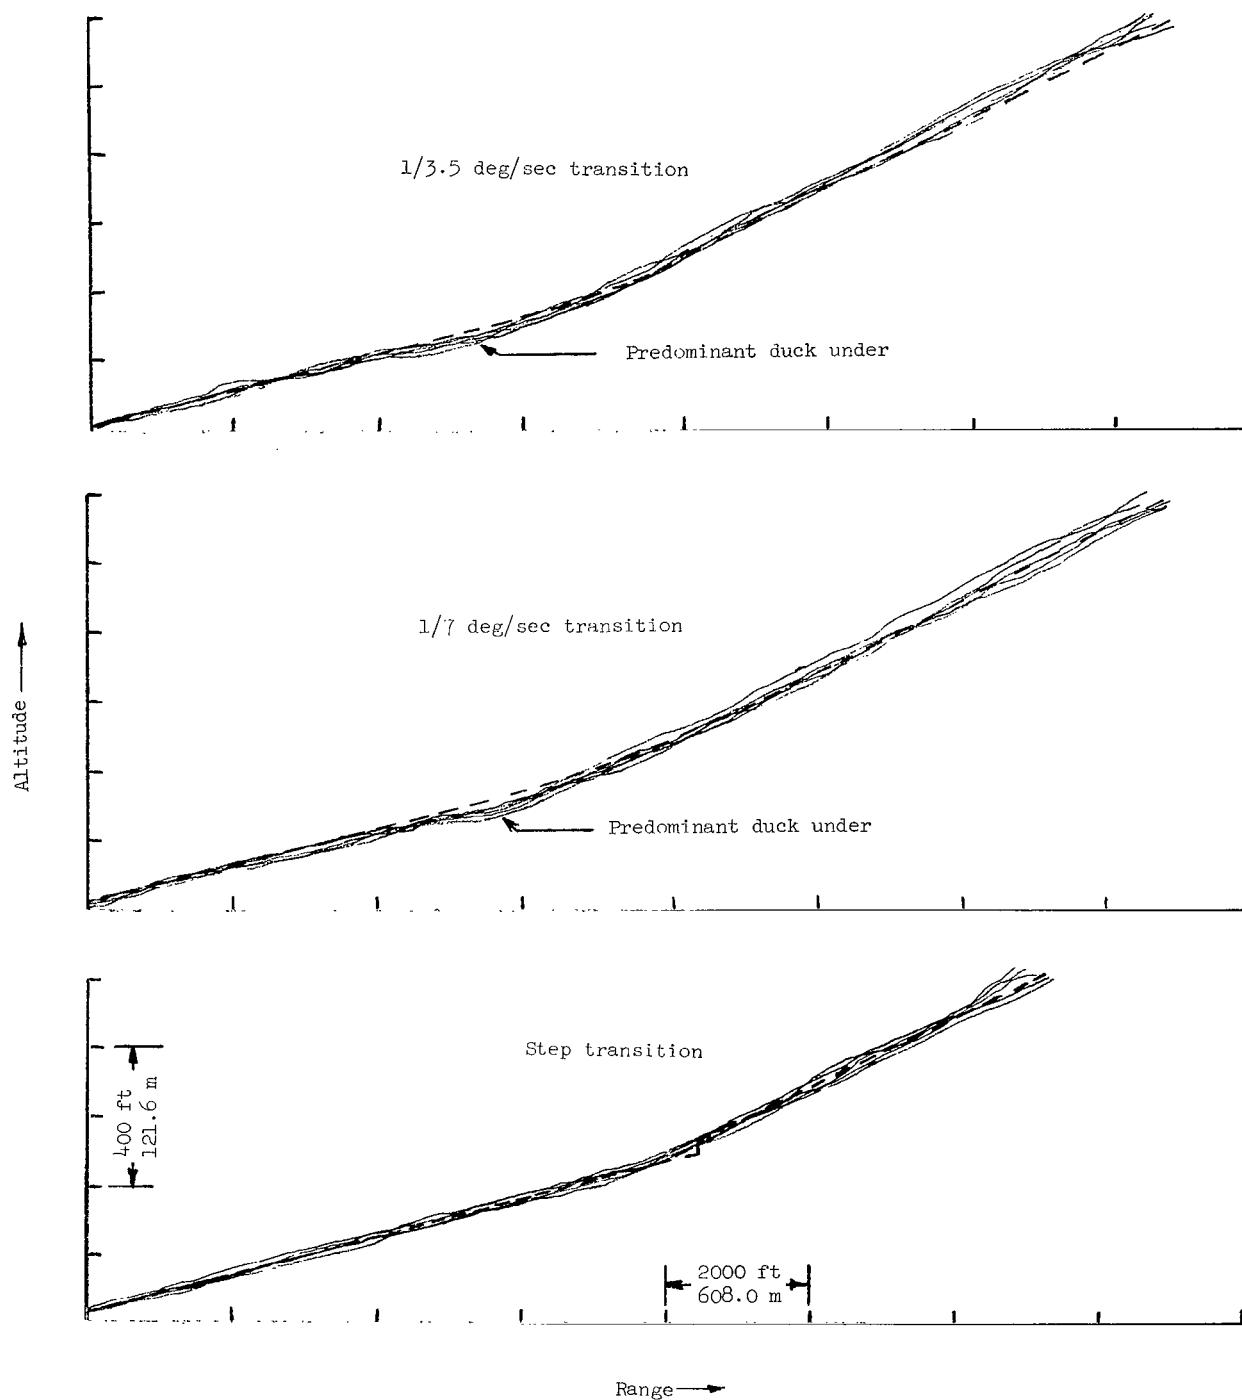 1/3.5 deg/sec transition
Predominant duck under
1/7 deg/sec transition
Predominant duck under
Altitude
Step transition
400 ft
121.6 m
2000 ft
608.0 m
Range